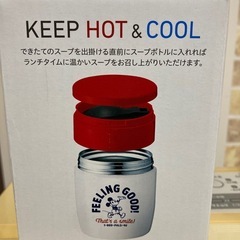 KEEP HOT & COOL
できたてのスープを出掛ける直前にスープボトルに入れれば
ランチタイムに温かいスープをお召し上がりいただけます。
FEELING GOOD!
That's a smile!